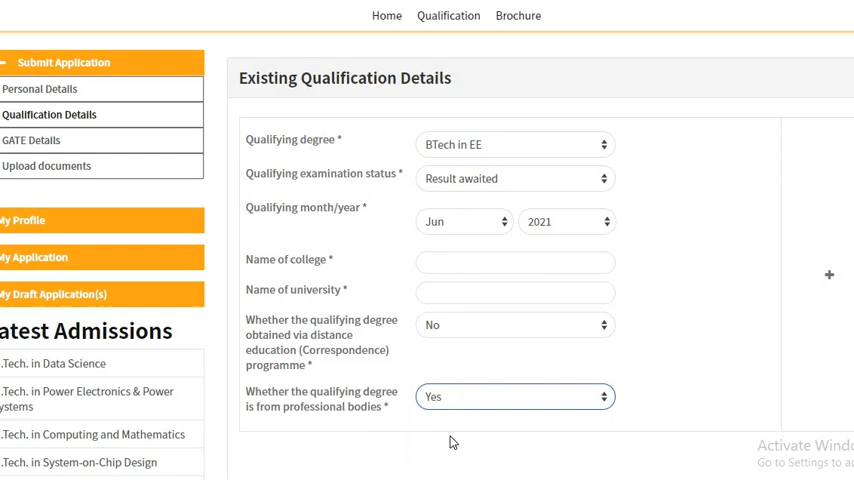 Home Qualification Brochure
Submit Application
Personal Details
Qualification Details
GATE Details
Upload documents
My Profile
My Application
My Draft Application(s)
atest Admissions
.Tech. in Data Science
.Tech. in Power Electronics & Power
ystems
.Tech. in Computing and Mathematics
.Tech. in System-on-Chip Design
Existing Qualification Details
Qualifying degree * BTech in EE
Qualifying examination status * Result awaited
Qualifying month/year * Jun 2021
Name of college *
Name of university *
Whether the qualifying degree
obtained via distance
education (Correspondence)
programme *
No
Whether the qualifying degree
is from professional bodies *
Yes
Activate Windo
Go to Settings to ac